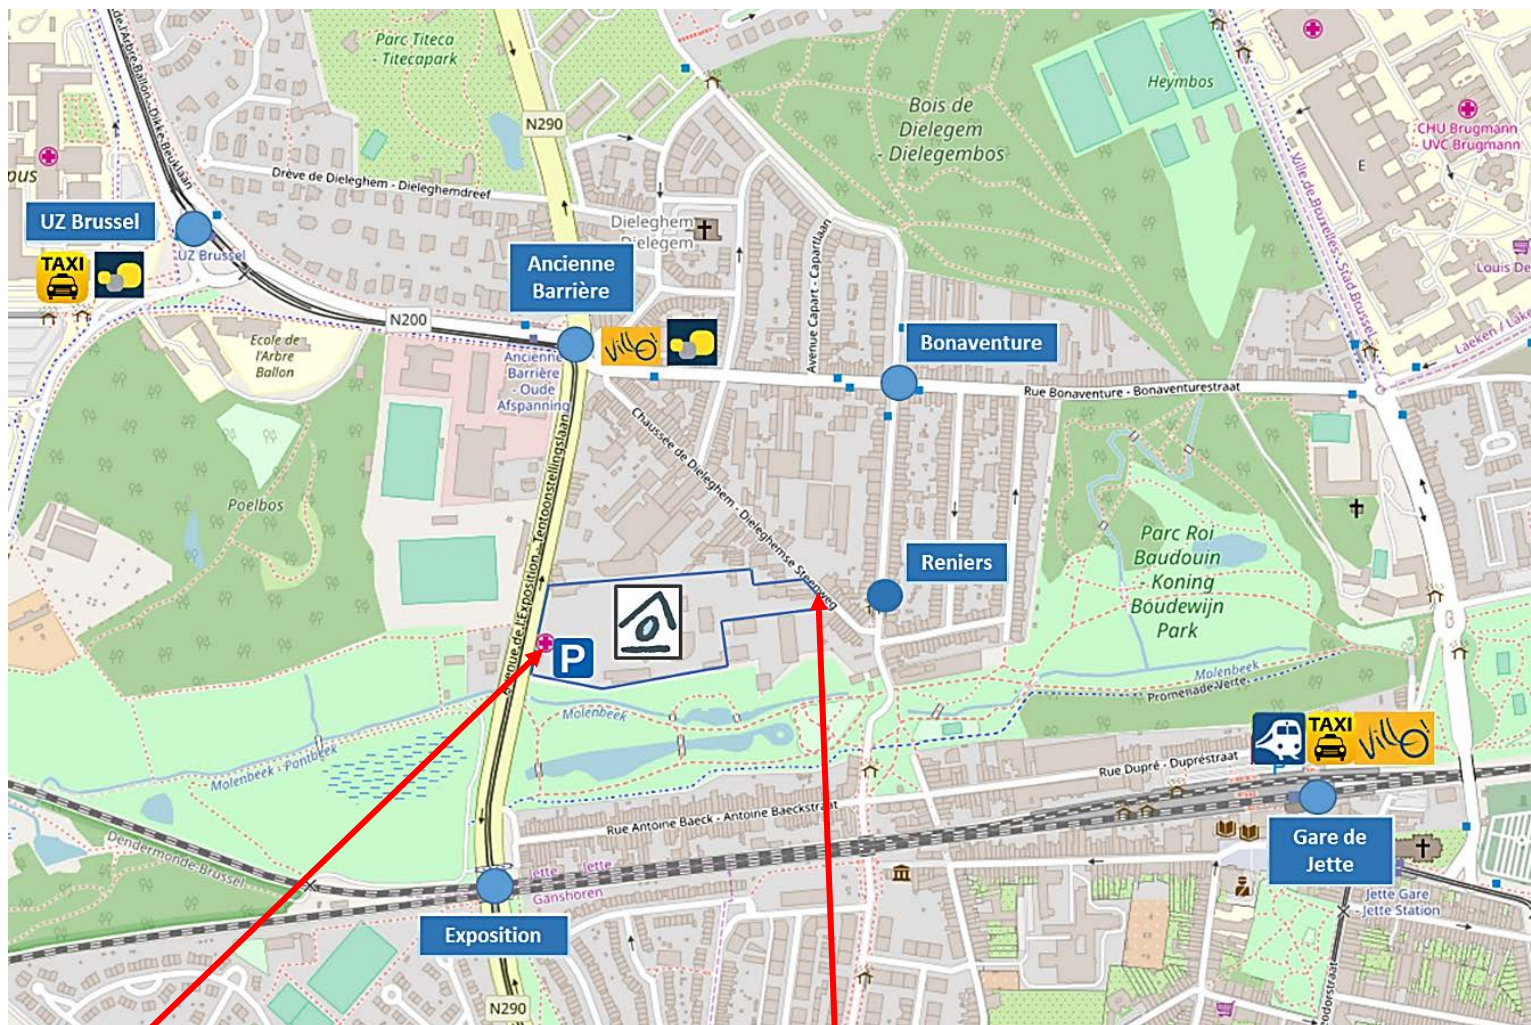 Parc Titeca
- Titecapark
N290
Heymbos
Bois de
Dielegem
- Dielegembos
CHU Brugmann
UVC Brugmann
E
pus
Drève de Dieleghem - Dieleghemdreef
Dieleghem
Dielegem
UZ Brussel
UZ Brussel
TAXI
Ancienne
Barrière
Avenue Capart - Capartlaan
Ville de Bruxelles - Stad Brussel
Louis De
Laeken / Lake
N200
Ecole de
l'Arbre
Ballon
Ancienne
Barrière
- Oude
Afspanning
VillO'
Bonaventure
Rue Bonaventure - Bonaventurestraat
Chaussée de Dieleghem - Dieleghemse Steenweg
Poelbos
Avenue de l'Exposition - Tentoonstellingslaan
Reniers
Parc Roi
Baudouin
- Koning
Boudewijn
Park
P
Molenbeek
Molenbeek
Promenade Verte
Molenbeek - Pontbeek
TAXI
VillO'
Rue Dupré - Dupréstraat
Rue Antoine Baeck - Antoine Baeckstraat
Dendermonde-Brussel
Jette
Jette
Ganshoren
Exposition
Gare de
Jette
Jette Gare
- Jette Station
N290